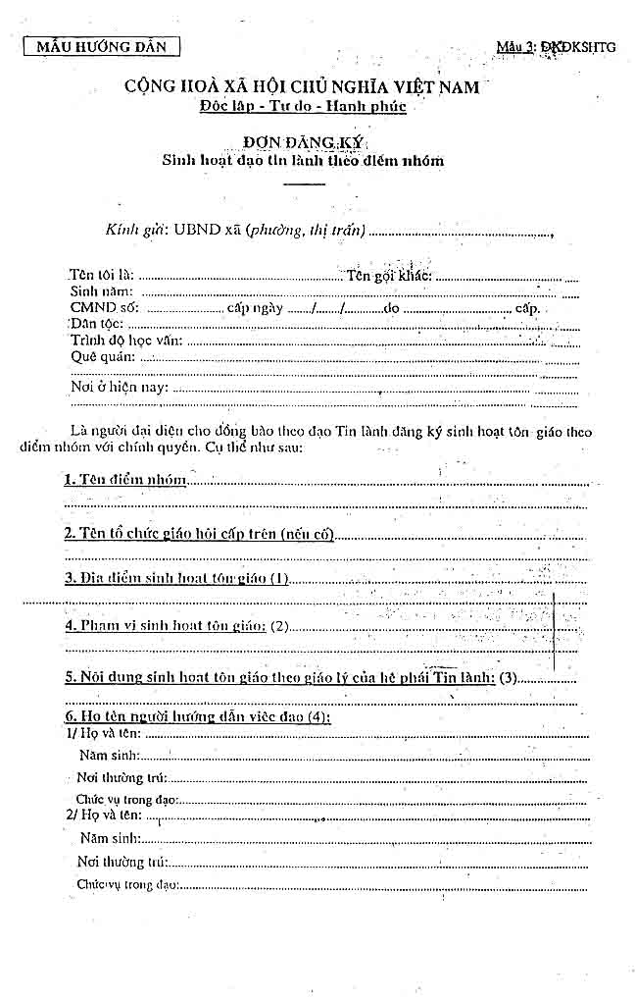 MẪU HƯỚNG DẪN
Mẫu 3: ĐKĐKSHTG
CỘNG HOÀ XÃ HỘI CHỦ NGHĨA VIỆT NAM
Độc lập - Tự do - Hạnh phúc
ĐƠN ĐĂNG KÝ
Sinh hoạt đạo tin lành theo điểm nhóm
Kính gửi: UBND xã (phường, thị trấn) ..............................,
Tên tôi là: .............................. Tên gọi khác: ..............................
Sinh năm: ..............................
CMND số: .................... cấp ngày ....../....../..........do .................... cấp.
Dân tộc: ..............................
Trình độ học vấn: ..............................
Quê quán: ..............................
..............................
Nơi ở hiện nay: ..............................
..............................
Là người đại diện cho đồng bào theo đạo Tin lành đăng ký sinh hoạt tôn giáo theo
điểm nhóm với chính quyền. Cụ thể như sau:
1. Tên điểm nhóm..............................
..............................
2. Tên tổ chức giáo hội cấp trên (nếu có)..............................
..............................
3. Địa điểm sinh hoạt tôn giáo (1)..............................
..............................
4. Phạm vi sinh hoạt tôn giáo: (2)..............................
..............................
5. Nội dung sinh hoạt tôn giáo theo giáo lý của hệ phái Tin lành: (3)..............
..............................
6. Họ tên người hướng dẫn việc đạo (4):
1/ Họ và tên: ..............................
Năm sinh:..............................
Nơi thường trú:..............................
Chức vụ trong đạo:..............................
2/ Họ và tên: ..............................
Năm sinh:..............................
Nơi thường trú:..............................
Chức vụ trong đạo:..............................